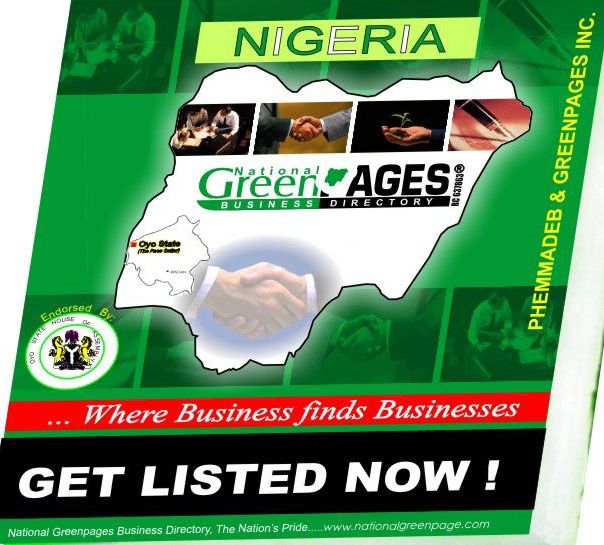 NIGERIA
PHEMMADEB & GREENPAGES INC.
National
GreenPAGES®
BUSINESS DIRECTORY
RC 637863
Oyo State
(The Pace Setter)
IBADAN
Endorsed By:
OYO STATE HOUSE OF ASSEMBLY
... Where Business finds Businesses
GET LISTED NOW !
National Greenpages Business Directory, The Nation's Pride.....www.nationalgreenpage.com